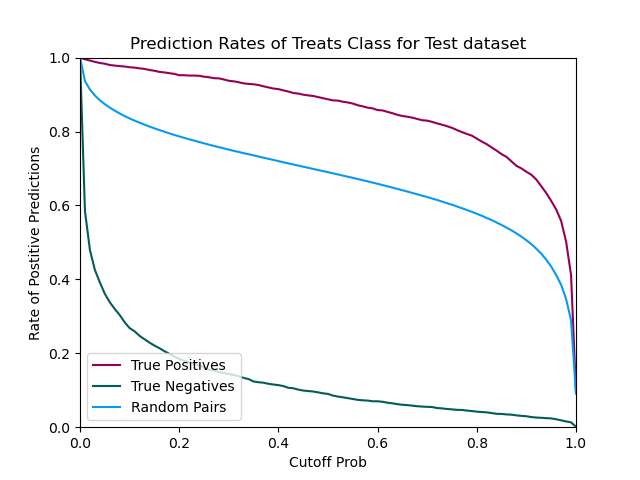 Prediction Rates of Treats Class for Test dataset
Rate of Postitive Predictions
1.0
0.8
0.6
0.4
0.2
0.0
True Positives
True Negatives
Random Pairs
0.0 0.2 0.4 0.6 0.8 1.0
Cutoff Prob